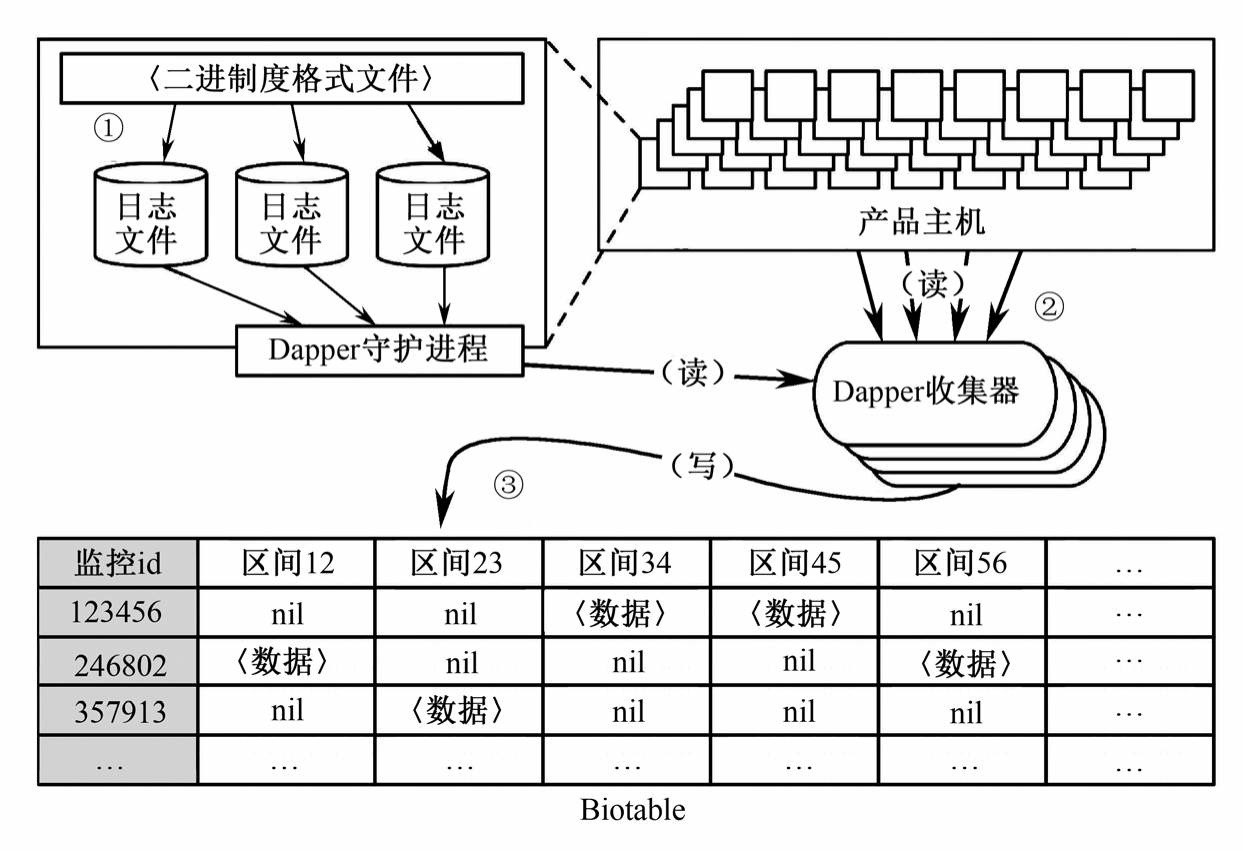 〈二进制度格式文件〉
①
日志
文件
日志
文件
日志
文件
Dapper守护进程
产品主机
（读）
②
（读）
Dapper收集器
（写）
③
监控id 区间12 区间23 区间34 区间45 区间56 …
123456 nil nil 〈数据〉 〈数据〉 nil …
246802 〈数据〉 nil nil nil 〈数据〉 …
357913 nil 〈数据〉 nil nil nil …
… … … … … … …
Biotable